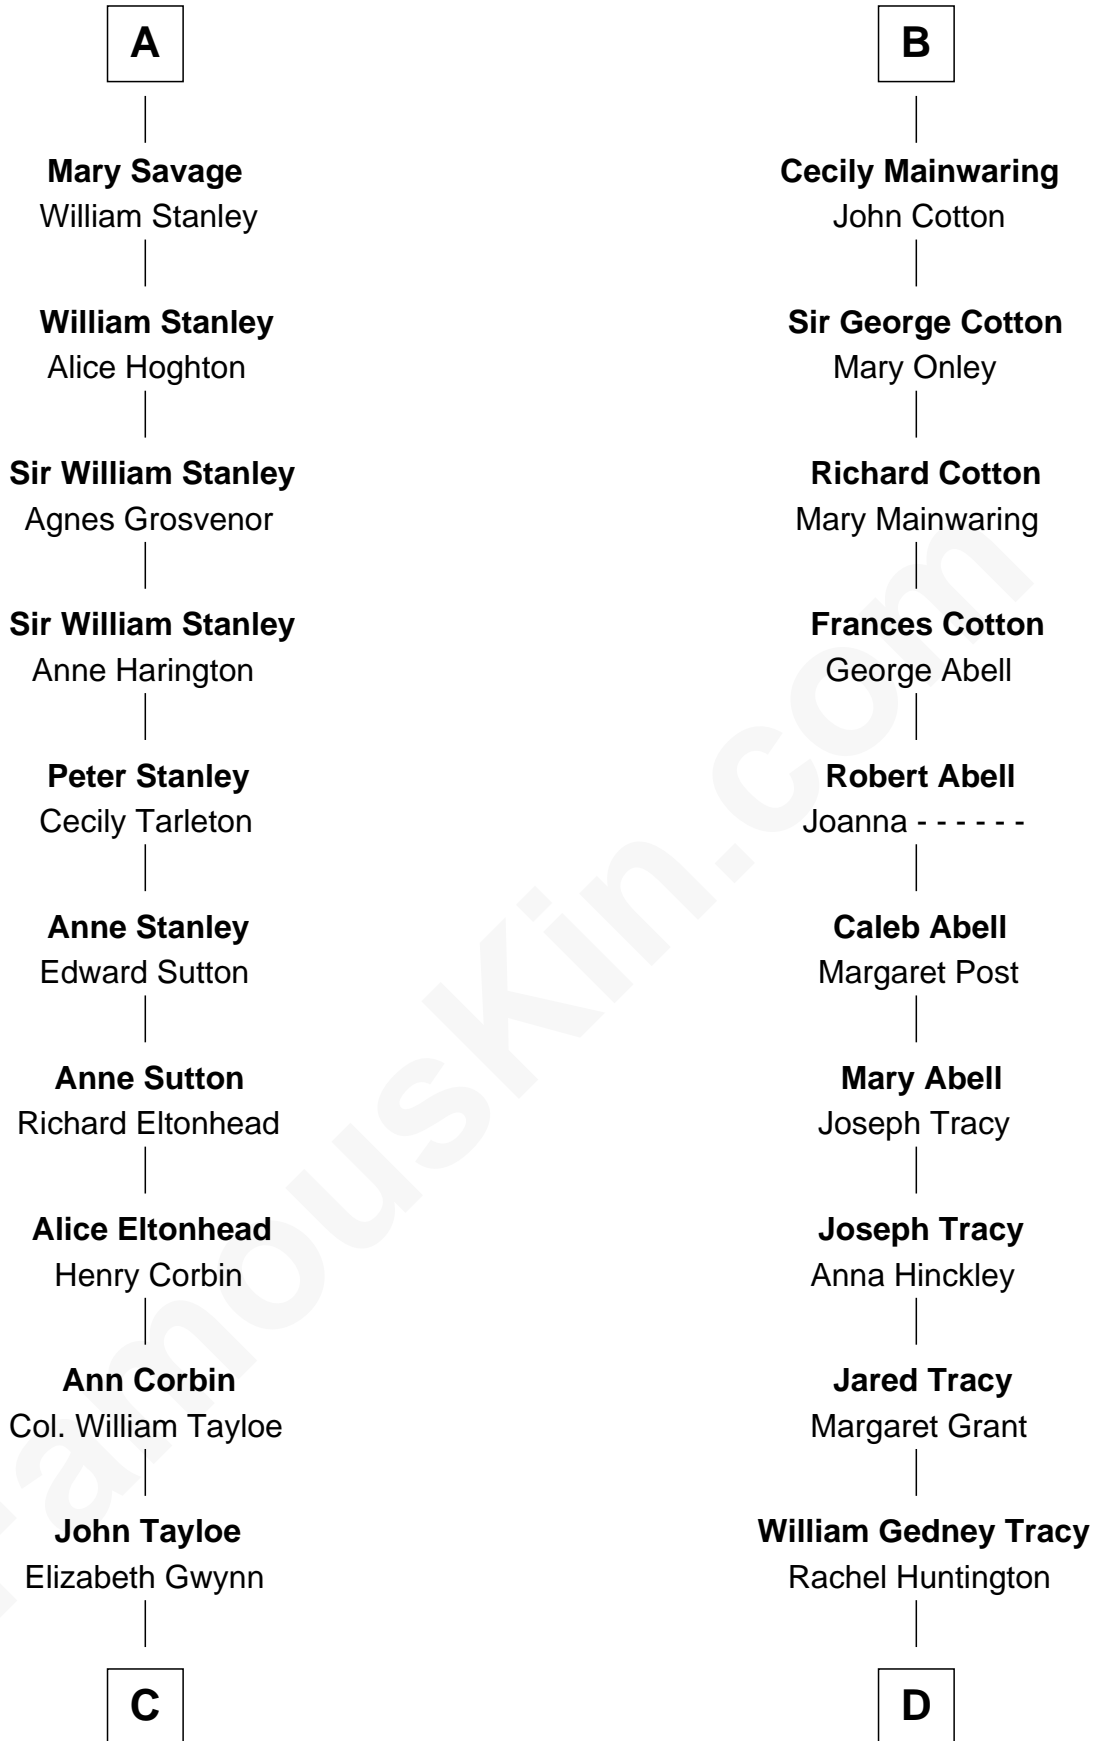 A
Mary Savage
William Stanley
William Stanley
Alice Hoghton
Sir William Stanley
Agnes Grosvenor
Sir William Stanley
Anne Harington
Peter Stanley
Cecily Tarleton
Anne Stanley
Edward Sutton
Anne Sutton
Richard Eltonhead
Alice Eltonhead
Henry Corbin
Ann Corbin
Col. William Tayloe
John Tayloe
Elizabeth Gwynn
C
B
Cecily Mainwaring
John Cotton
Sir George Cotton
Mary Onley
Richard Cotton
Mary Mainwaring
Frances Cotton
George Abell
Robert Abell
Joanna - - - - - -
Caleb Abell
Margaret Post
Mary Abell
Joseph Tracy
Joseph Tracy
Anna Hinckley
Jared Tracy
Margaret Grant
William Gedney Tracy
Rachel Huntington
D
FamousKin.com